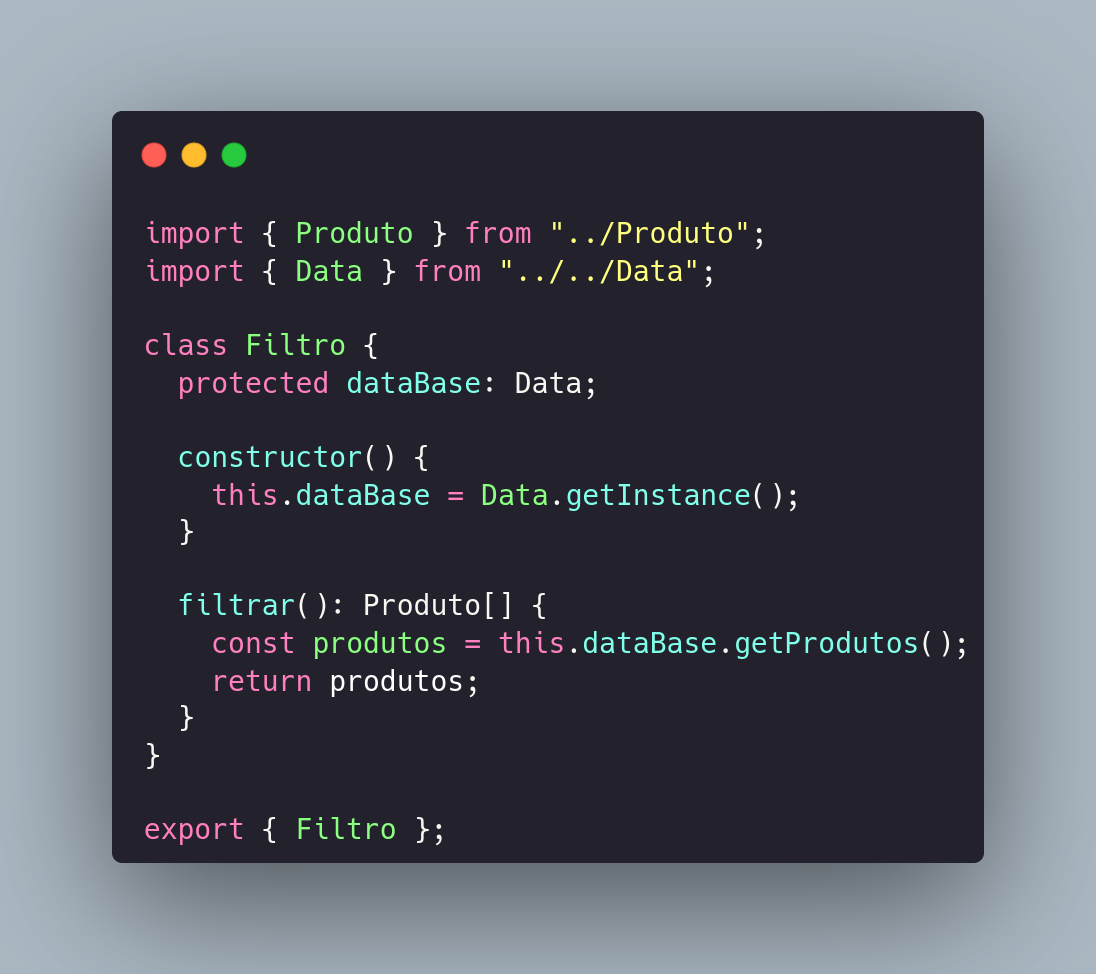 import { Produto } from "../Produto";
import { Data } from "../../Data";

class Filtro {
  protected dataBase: Data;

  constructor() {
    this.dataBase = Data.getInstance();
  }

  filtrar(): Produto[] {
    const produtos = this.dataBase.getProdutos();
    return produtos;
  }
}

export { Filtro };